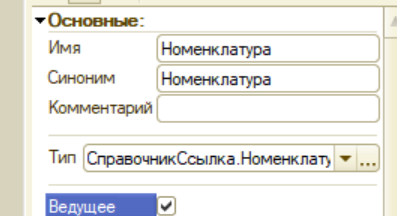 Основные:
Имя Номенклатура
Синоним Номенклатура
Комментарий
Тип СправочникСсылка.Номенклату ...
Ведущее